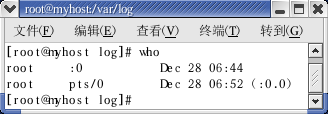 root@myhost:/var/log
文件(F) 编辑(E) 查看(V) 终端(T) 转到(G)
[root@myhost log]# who
root :0 Dec 28 06:44
root pts/0 Dec 28 06:52 (:0.0)
[root@myhost log]#